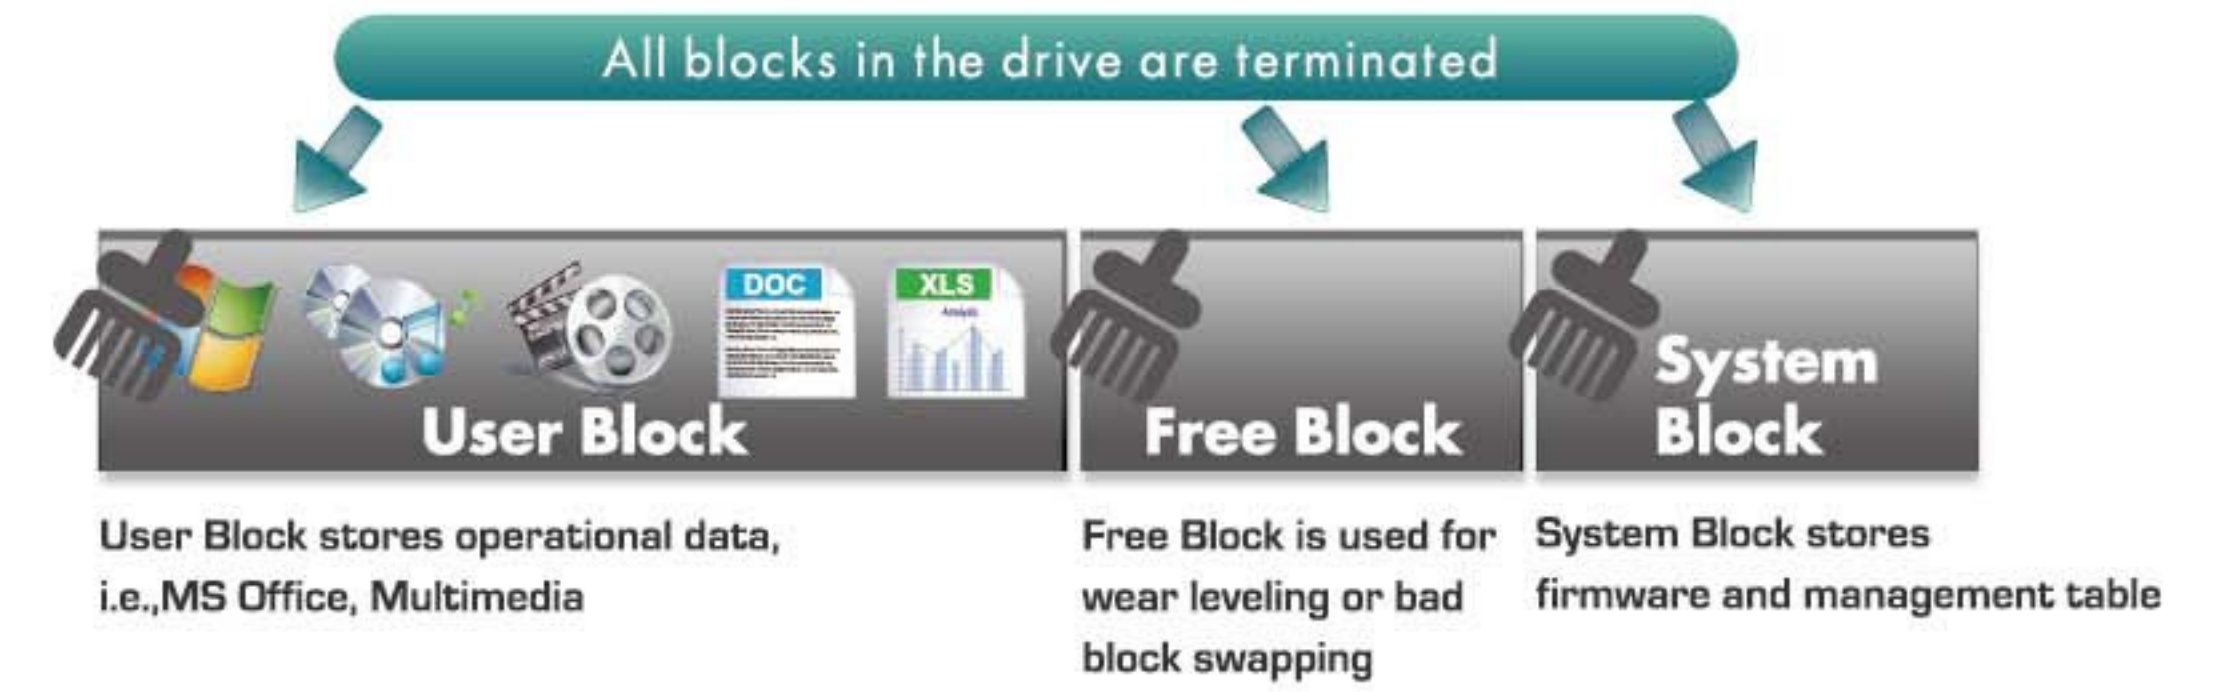 All blocks in the drive are terminated
DOC
XLS
Analysis
User Block
Free Block
System
Block
User Block stores operational data,
i.e.,MS Office, Multimedia
Free Block is used for
wear leveling or bad
block swapping
System Block stores
firmware and management table